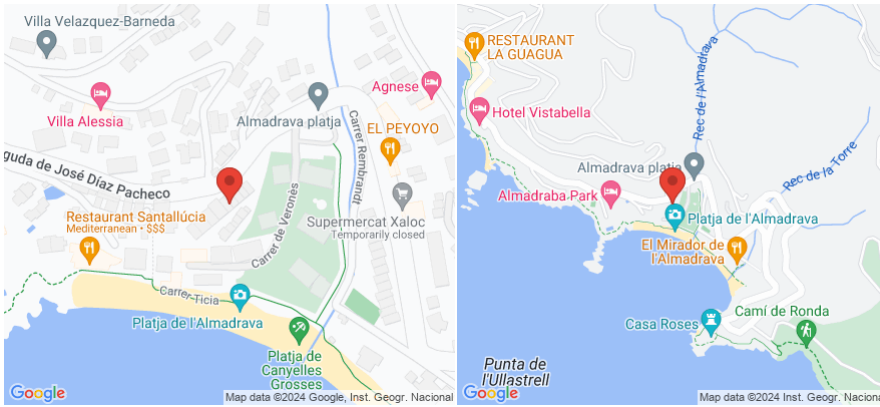 Villa Velazquez-Barneda
Villa Alessia
Agnese
Almadrava platja
EL PEYOYO
Carrer Rembrandt
guda de José Díaz Pacheco
Restaurant Santallúcia
Mediterranean • $$$
Carret de Veronès
Supermercat Xaloc
Temporarily closed
Carrer Ticia
Platja de l'Almadrava
Platja de
Canyelles
Grosses
Google
Map data ©2024 Google, Inst. Geogr. Nacional
RESTAURANT
LA GUAGUA
Hotel Vistabella
Rec de l'Almadrava
Almadrava platja
Rec de la Torre
Almadraba Park
Platja de l'Almadrava
El Mirador de
l'Almadrava
Casa Roses
Camí de Ronda
Punta de
l'Ullastrell
Google
Map data ©2024 Inst. Geogr. Nacional